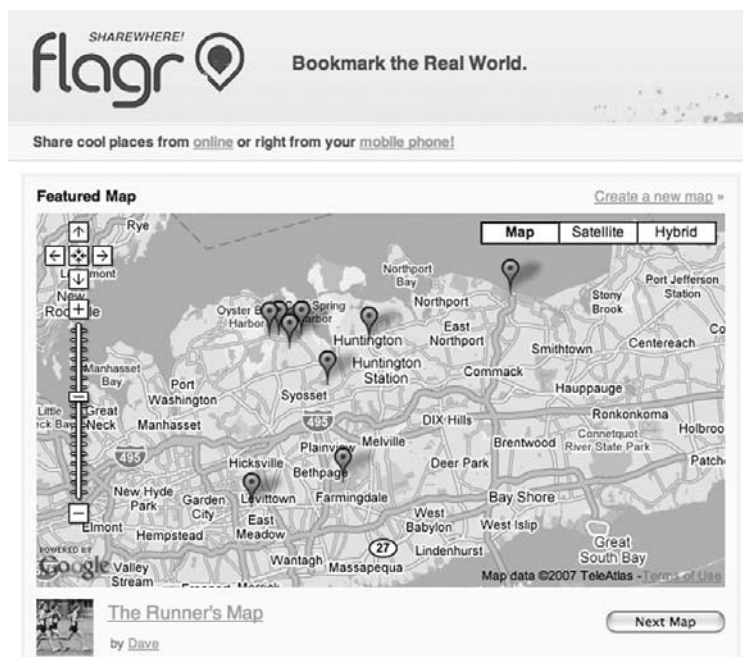 SHAREWHERE!
flagr
Bookmark the Real World.
Share cool places from online or right from your mobile phone!
Featured Map
Create a new map »
Map Satellite Hybrid
Rye
Northport
Bay
Port Jefferson
Station
New
Stony
Brook
Oyster
Harbor
Spring
Northport
Huntington
East
Northport
Smithtown
Centereach
Manhasset
Bay
Huntington
Station
Commack
Port
Washington
Syosset
Hauppauge
Little
Great
Neck
Manhasset
495
DIX Hills
Ronkonkoma
Holbroo
Connetquot
River State Park
495
Plainview
Melville
Brentwood
Hicksville
Bethpage
Deer Park
Patch
New Hyde
Park
Garden
City
Levittown
Farmingdale
Bay Shore
Elmont
Hempstead
East
Meadow
West
Babylon
West Islip
POWERED BY
Google
27
Lindenhurst
Great
South Bay
Valley
Stream
Wantagh
Massapequa
Map data ©2007 TeleAtlas - Terms of Use
Freeport
Merrick
The Runner's Map
by Dave
Next Map